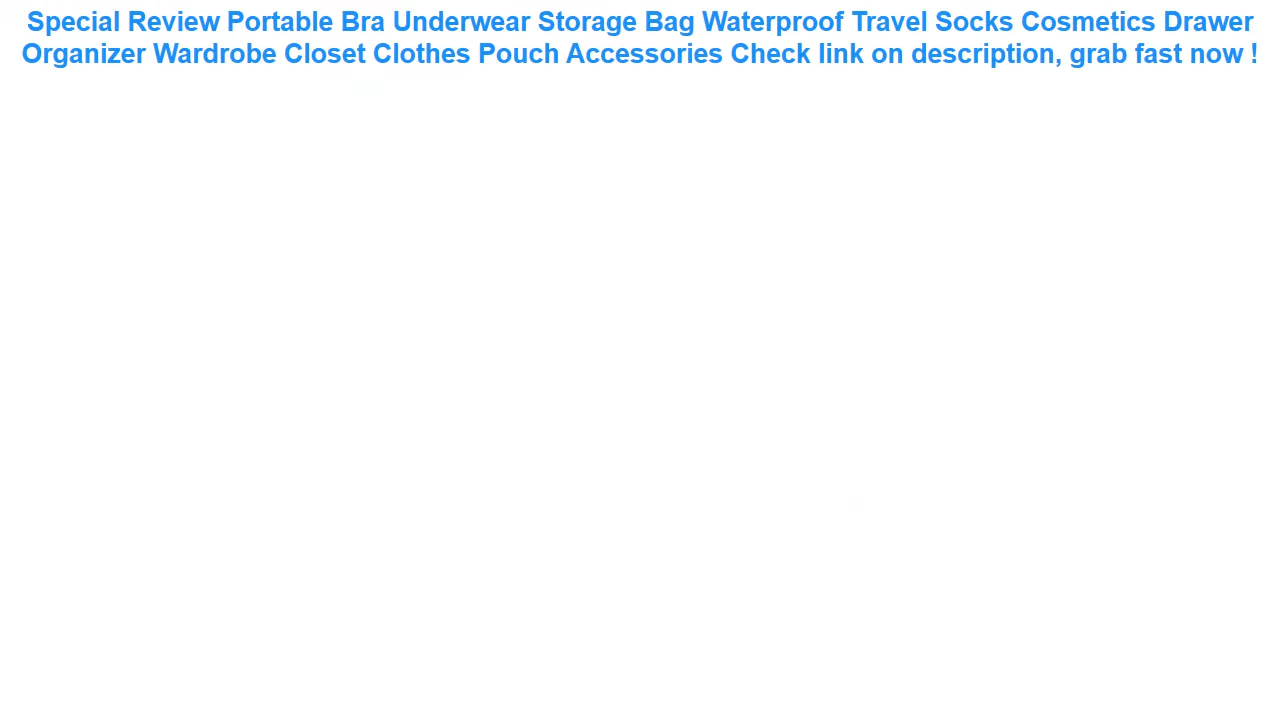 Special Review Portable Bra Underwear Storage Bag Waterproof Travel Socks Cosmetics Drawer
Organizer Wardrobe Closet Clothes Pouch Accessories Check link on description, grab fast now !